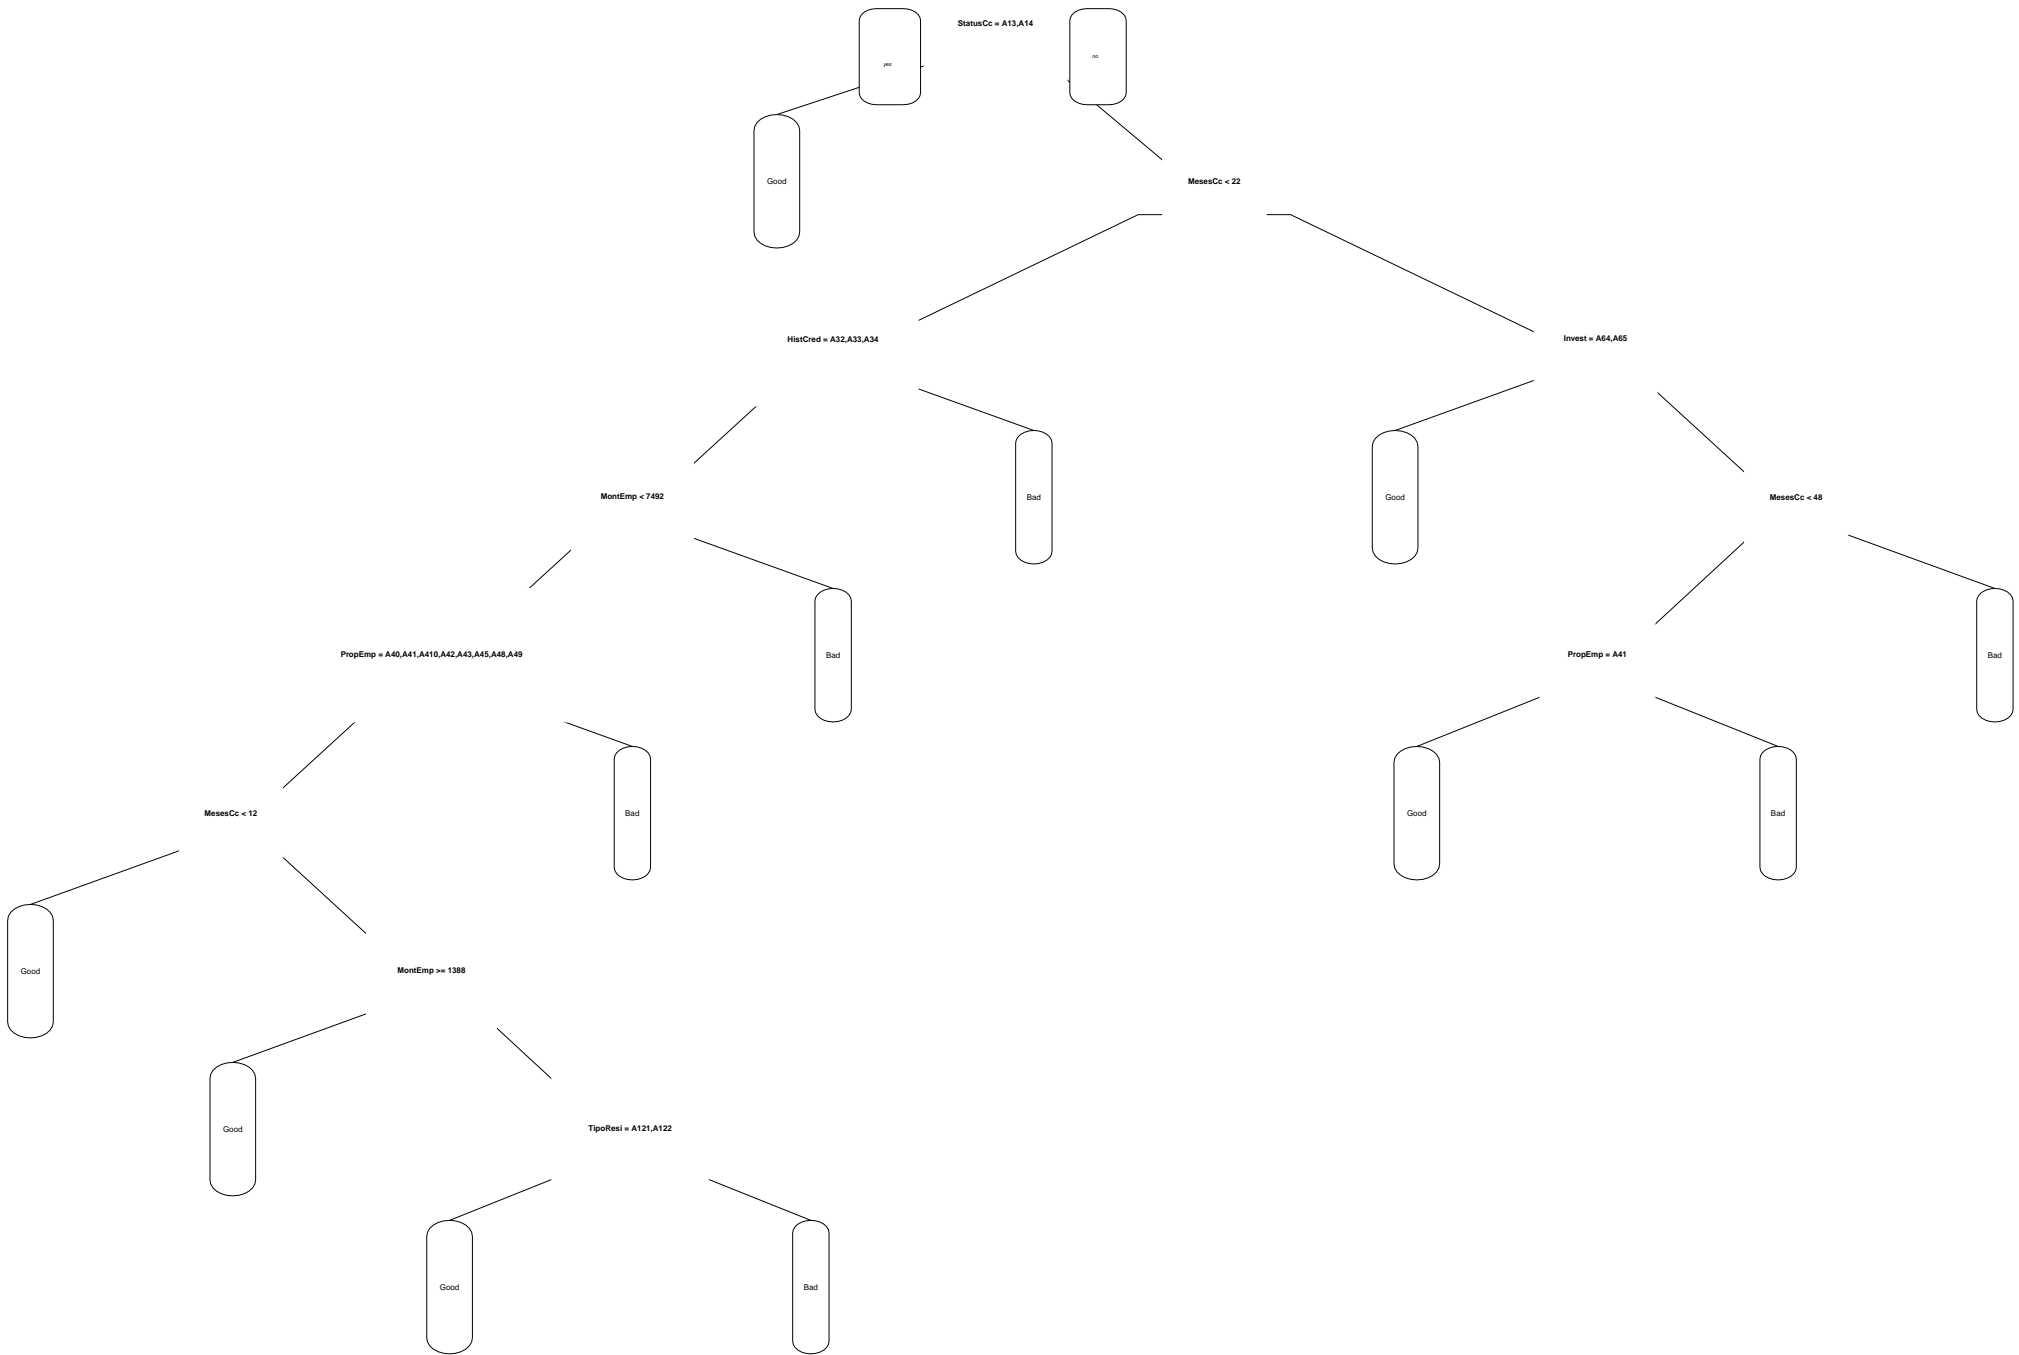 StatusCc = A13,A14
yes
no
Good
MesesCc < 22
HistCred = A32,A33,A34
Invest = A64,A65
MontEmp < 7492
Bad
Good
MesesCc < 48
PropEmp = A40,A41,A410,A42,A43,A45,A48,A49
Bad
PropEmp = A41
Bad
MesesCc < 12
Bad
Good
Bad
Good
MontEmp >= 1388
Good
TipoResi = A121,A122
Good
Bad